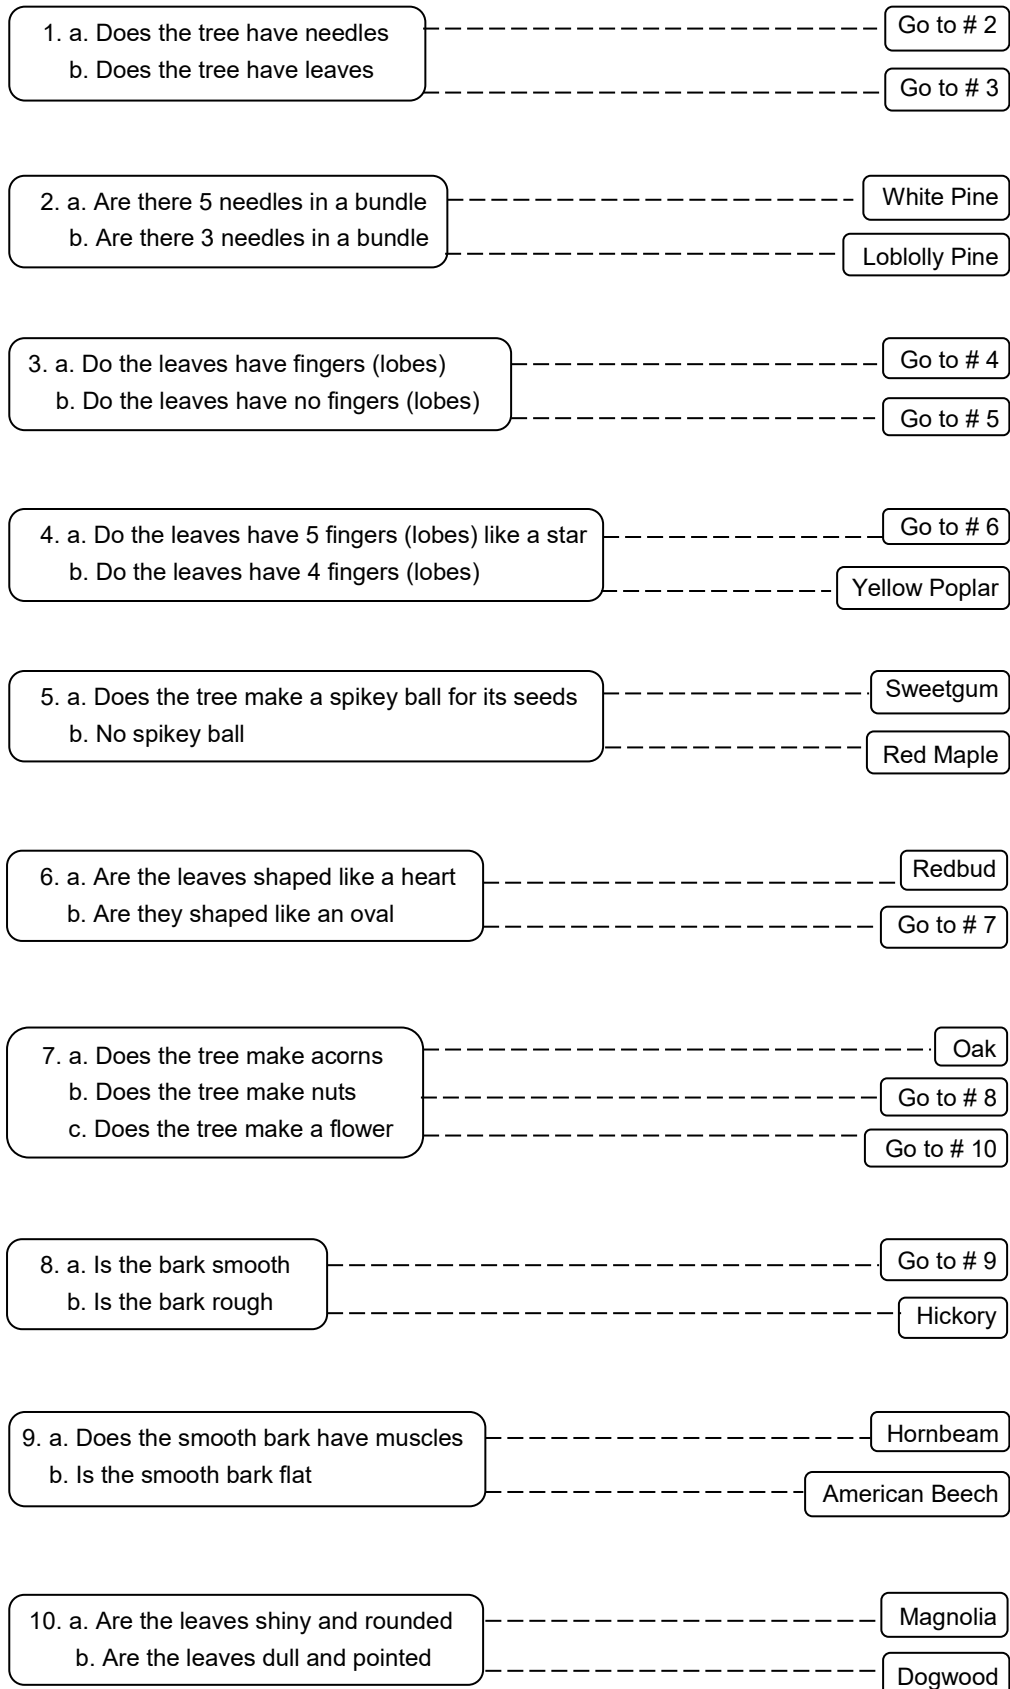 1. a. Does the tree have needles
Go to # 2
b. Does the tree have leaves
Go to # 3
2. a. Are there 5 needles in a bundle
White Pine
b. Are there 3 needles in a bundle
Loblolly Pine
3. a. Do the leaves have fingers (lobes)
Go to # 4
b. Do the leaves have no fingers (lobes)
Go to # 5
4. a. Do the leaves have 5 fingers (lobes) like a star
Go to # 6
b. Do the leaves have 4 fingers (lobes)
Yellow Poplar
5. a. Does the tree make a spikey ball for its seeds
Sweetgum
b. No spikey ball
Red Maple
6. a. Are the leaves shaped like a heart
Redbud
b. Are they shaped like an oval
Go to # 7
7. a. Does the tree make acorns
Oak
b. Does the tree make nuts
Go to # 8
c. Does the tree make a flower
Go to # 10
8. a. Is the bark smooth
Go to # 9
b. Is the bark rough
Hickory
9. a. Does the smooth bark have muscles
Hornbeam
b. Is the smooth bark flat
American Beech
10. a. Are the leaves shiny and rounded
Magnolia
b. Are the leaves dull and pointed
Dogwood